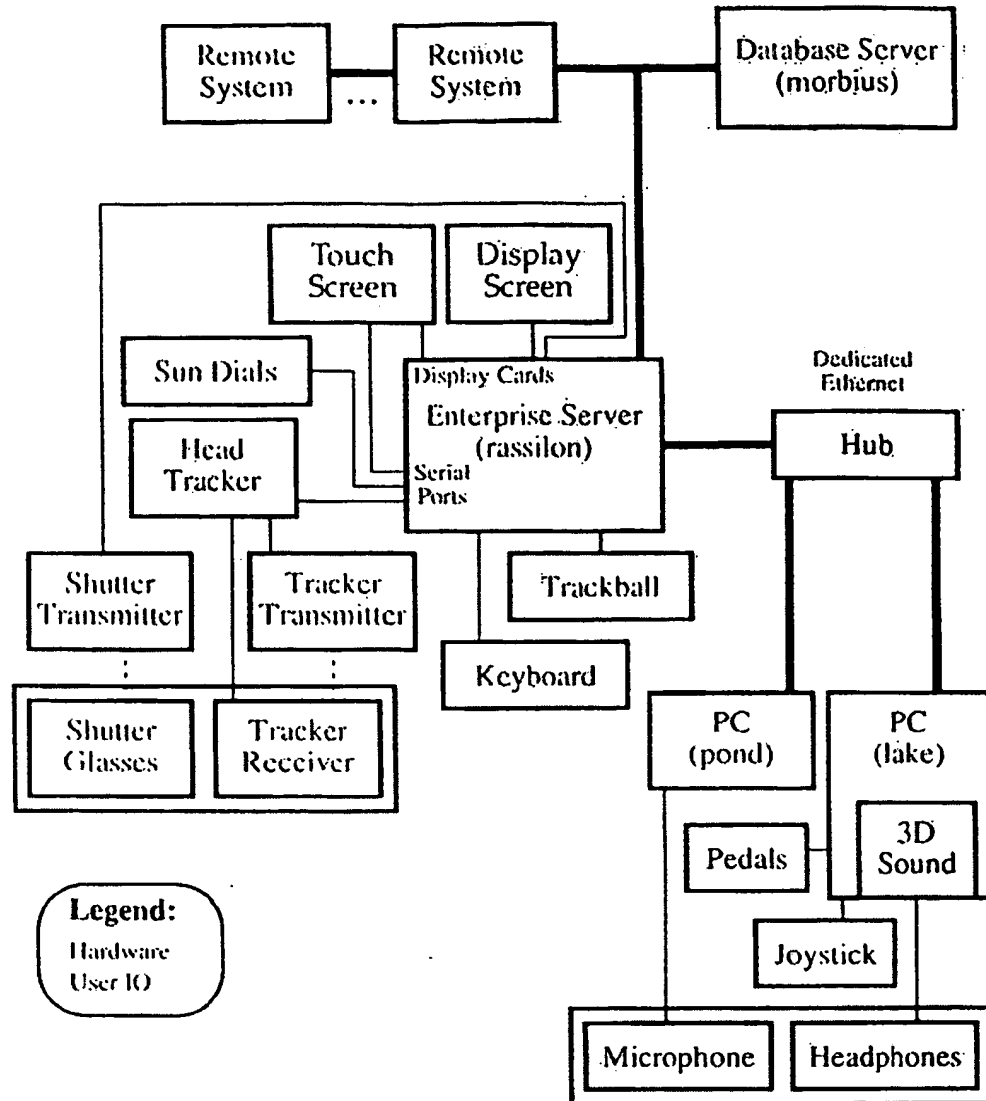 Remote
System
...
Remote
System
Database Server
(morbius)
Touch
Screen
Display
Screen
Sun Dials
Display Cards
Enterprise Server
(rassilon)
Serial
Ports
Dedicated
Ethernet
Hub
Head
Tracker
Shutter
Transmitter
Tracker
Transmitter
Trackball
Keyboard
Shutter
Glasses
Tracker
Receiver
PC
(pond)
PC
(lake)
Pedals
3D
Sound
Joystick
Legend:
Hardware
User IO
Microphone
Headphones